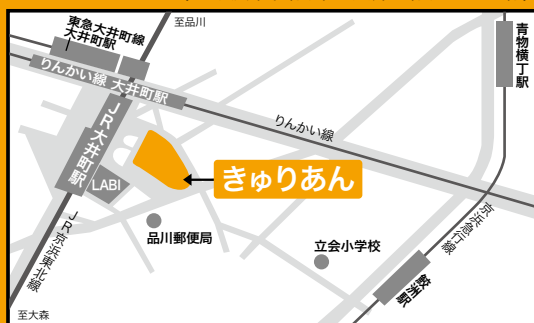 至品川
東急大井町線
大井町駅
りんかい線 大井町駅
JR大井町駅
LABI
きゅりあん
りんかい線
青物横丁駅
品川郵便局
立会小学校
京浜急行線
鮫洲駅
JR京浜東北線
至大森